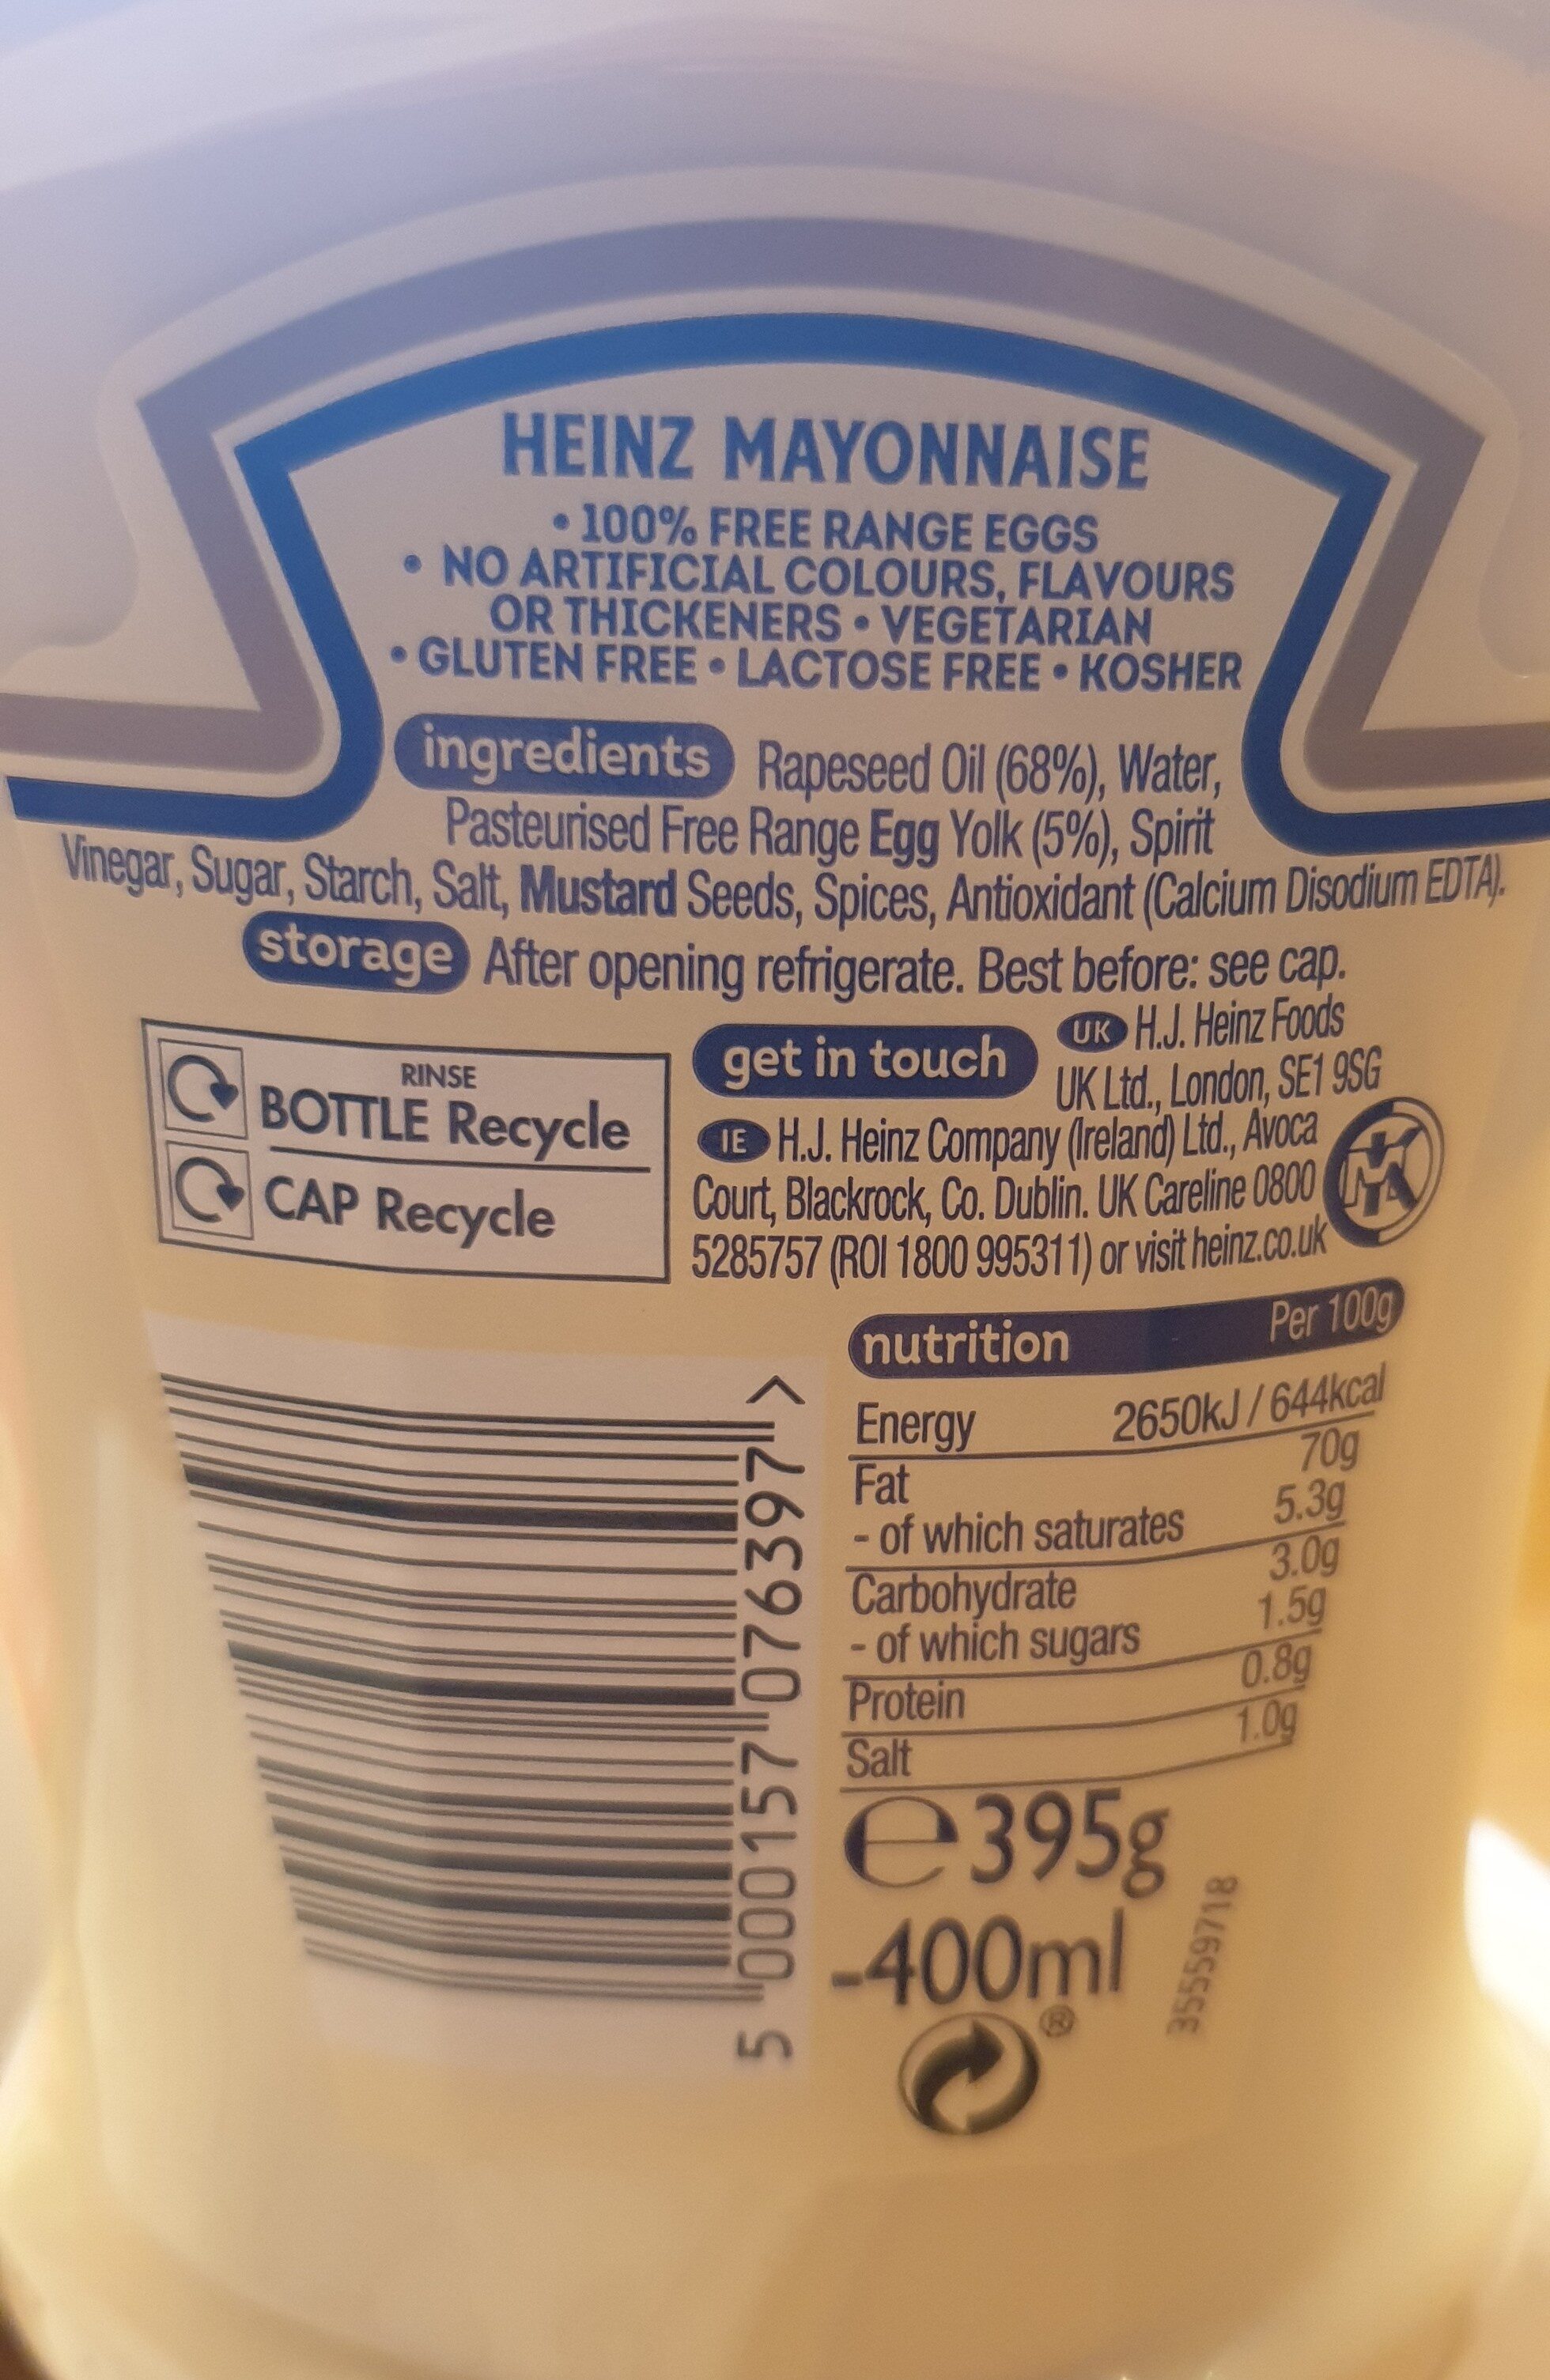 HEINZ MAYONNAISE
• 100% FREE RANGE EGGS
• NO ARTIFICIAL COLOURS, FLAVOURS
OR THICKENERS • VEGETARIAN
• GLUTEN FREE • LACTOSE FREE • KOSHER
ingredients Rapeseed Oil (68%), Water,
Pasteurised Free Range Egg Yolk (5%), Spirit
Vinegar, Sugar, Starch, Salt, Mustard Seeds, Spices, Antioxidant (Calcium Disodium EDTA).
storage After opening refrigerate. Best before: see cap.
RINSE
BOTTLE Recycle
CAP Recycle
get in touch UK H.J. Heinz Foods
UK Ltd., London, SE1 9SG
IE H.J. Heinz Company (Ireland) Ltd., Avoca
Court, Blackrock, Co. Dublin. UK Careline 0800
5285757 (ROI 1800 995311) or visit heinz.co.uk
KA
nutrition Per 100g
Energy 2650kJ / 644kcal
Fat 70g
- of which saturates 5.3g
Carbohydrate 3.0g
- of which sugars 1.5g
Protein 0.8g
Salt 1.0g
e 395g
-400ml
®
5 000157 076397 >
35559718